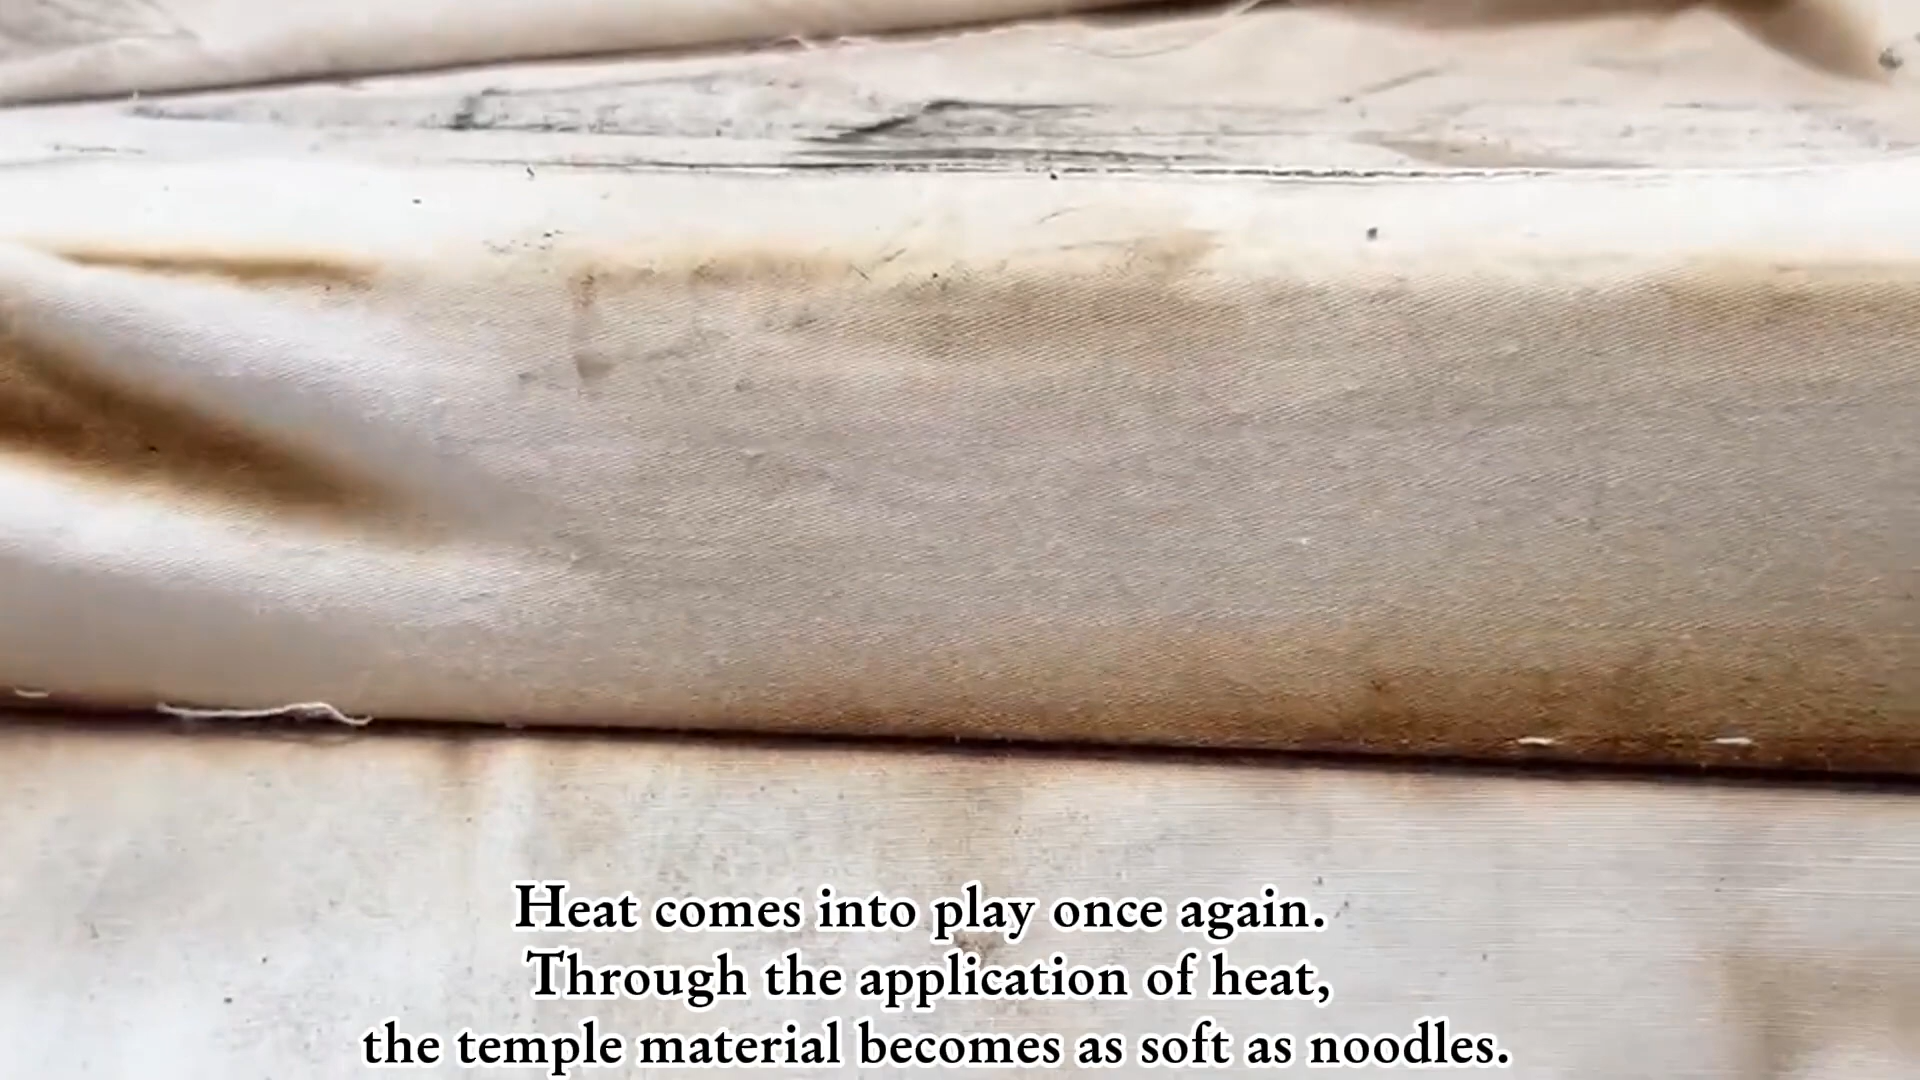 Heat comes into play once again.
Through the application of heat,
the temple material becomes as soft as noodles.